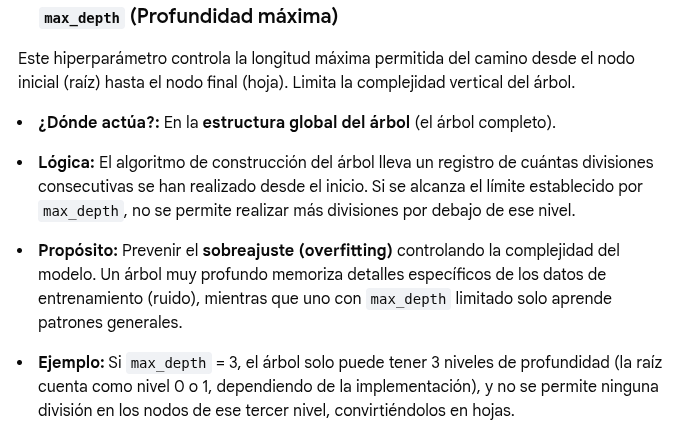 max_depth (Profundidad máxima)
Este hiperparámetro controla la longitud máxima permitida del camino desde el nodo
inicial (raíz) hasta el nodo final (hoja). Limita la complejidad vertical del árbol.
• ¿Dónde actúa?: En la estructura global del árbol (el árbol completo).
• Lógica: El algoritmo de construcción del árbol lleva un registro de cuántas divisiones
consecutivas se han realizado desde el inicio. Si se alcanza el límite establecido por
max_depth, no se permite realizar más divisiones por debajo de ese nivel.
• Propósito: Prevenir el sobreajuste (overfitting) controlando la complejidad del
modelo. Un árbol muy profundo memoriza detalles específicos de los datos de
entrenamiento (ruido), mientras que uno con max_depth limitado solo aprende
patrones generales.
• Ejemplo: Si max_depth = 3, el árbol solo puede tener 3 niveles de profundidad (la raíz
cuenta como nivel 0 o 1, dependiendo de la implementación), y no se permite ninguna
división en los nodos de ese tercer nivel, convirtiéndolos en hojas.